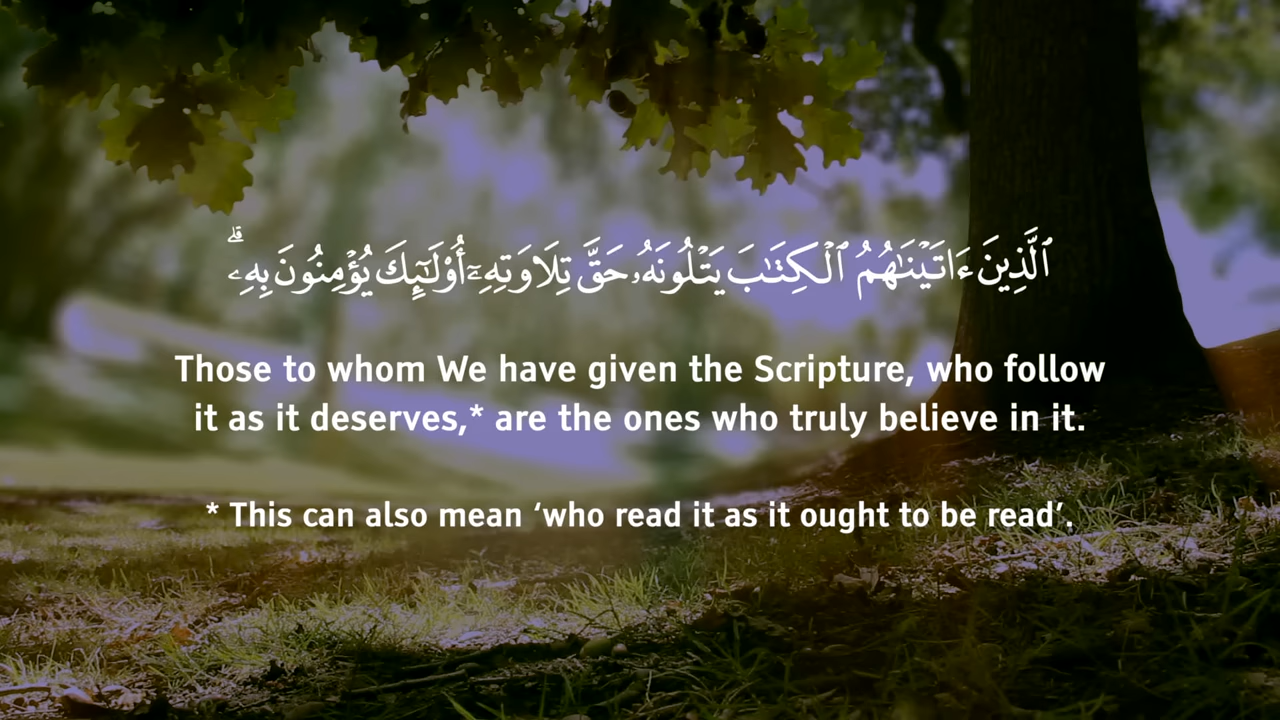 ٱلَّذِينَ ءَاتَيْنَـٰهُمُ ٱلْكِتَـٰبَ يَتْلُونَهُۥ حَقَّ تِلَاوَتِهِۦٓ أُو۟لَـٰٓئِكَ يُؤْمِنُونَ بِهِۦ ۗ
Those to whom We have given the Scripture, who follow
it as it deserves,* are the ones who truly believe in it.
* This can also mean ‘who read it as it ought to be read’.